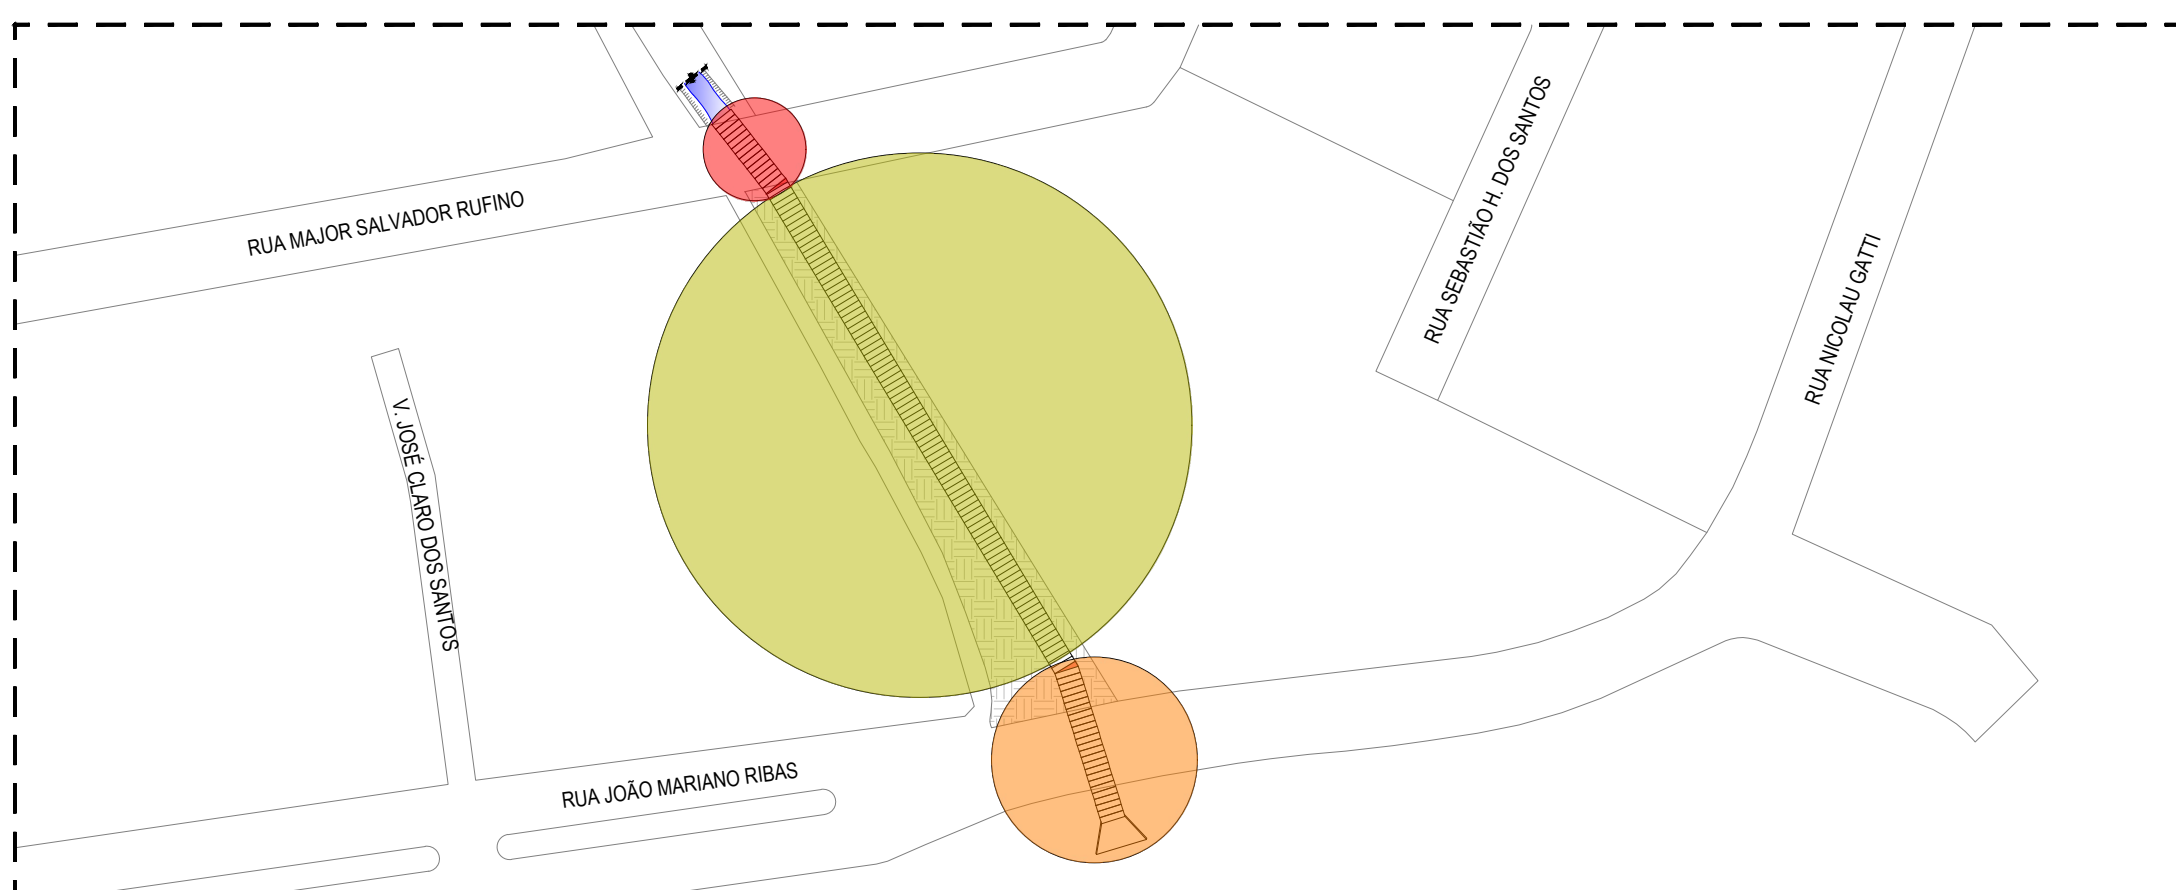 RUA MAJOR SALVADOR RUFINO
RUA SEBASTIÃO H. DOS SANTOS
RUA NICOLAU GATTI
V. JOSÉ CLARO DOS SANTOS
RUA JOÃO MARIANO RIBAS